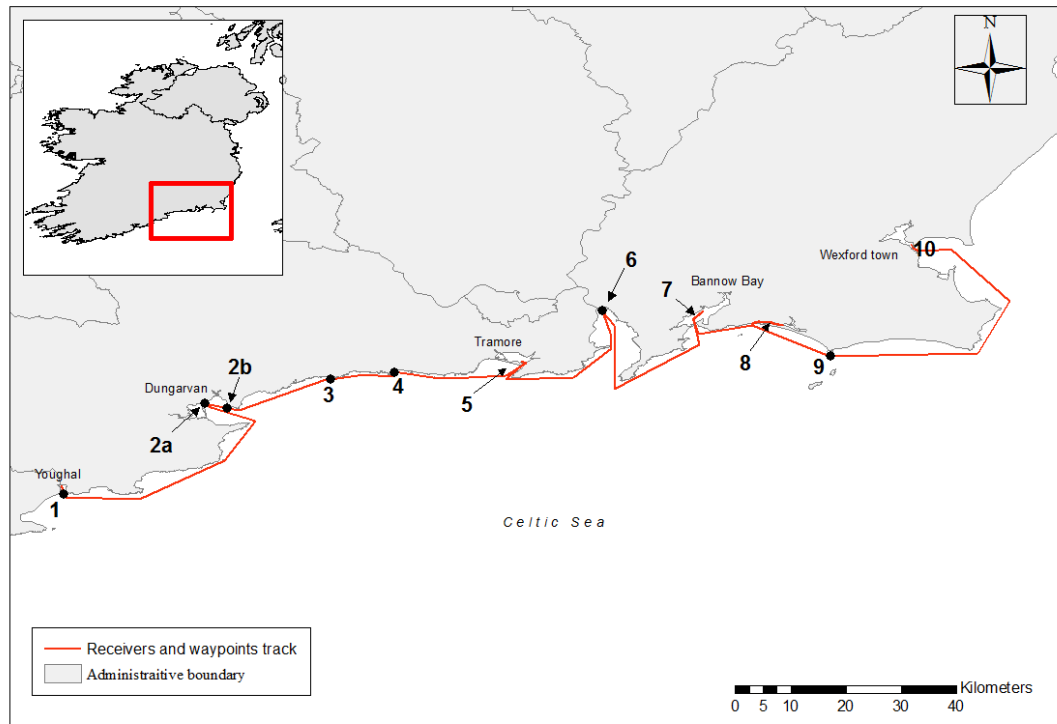 N
10
Wexford town
6
7
Bannow Bay
Tramore
8
9
2b
3
4
5
Dungarvan
2a
Youghal
1
Celtic Sea
Receivers and waypoints track
Administraitive boundary
Kilometers
0 5 10 20 30 40